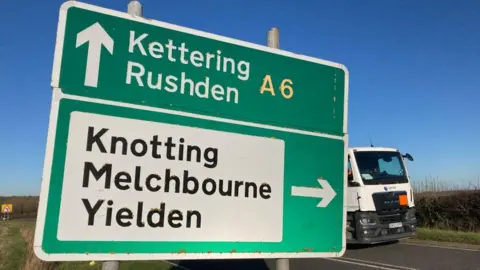 Kettering
Rushden
A6
Knotting
Melchbourne
Yielden